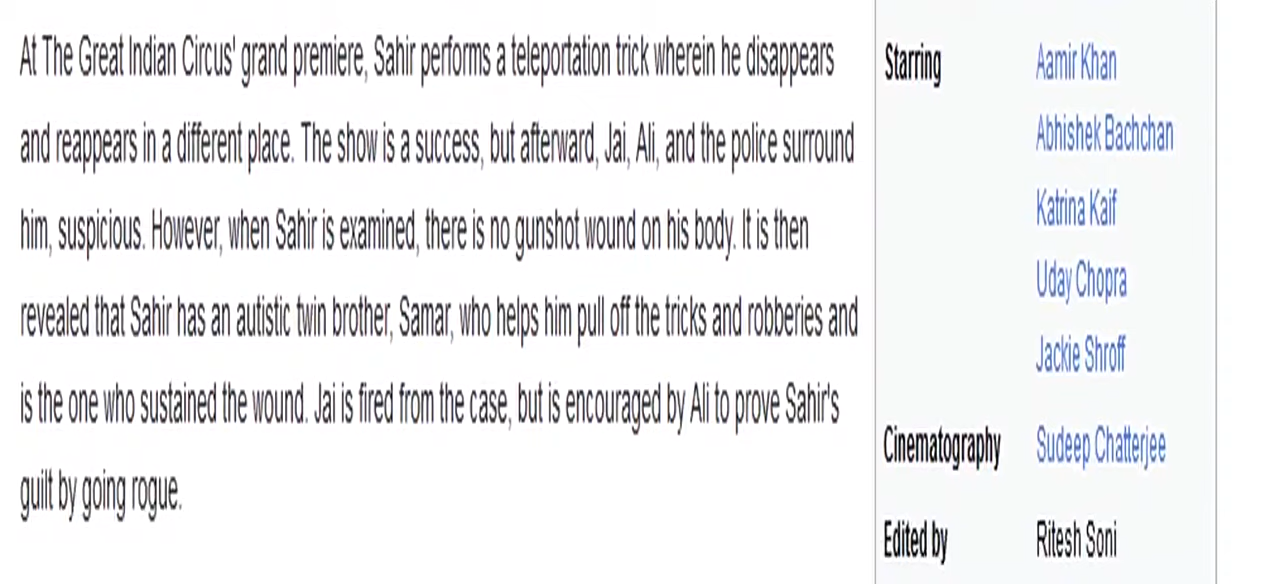 At The Great Indian Circus' grand premiere, Sahir performs a teleportation trick wherein he disappears
and reappears in a different place. The show is a success, but afterward, Jai, Ali, and the police surround
him, suspicious. However, when Sahir is examined, there is no gunshot wound on his body. It is then
revealed that Sahir has an autistic twin brother, Samar, who helps him pull off the tricks and robberies and
is the one who sustained the wound. Jai is fired from the case, but is encouraged by Ali to prove Sahir's
guilt by going rogue.
Starring Aamir Khan
Abhishek Bachchan
Katrina Kaif
Uday Chopra
Jackie Shroff
Cinematography Sudeep Chatterjee
Edited by Ritesh Soni